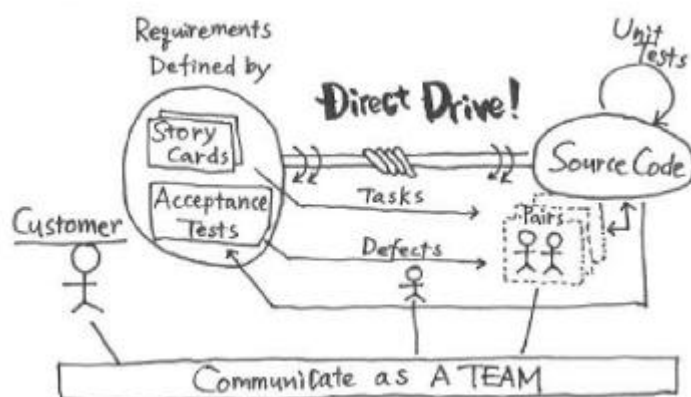 Requirements
Defined by
Story
Cards
Acceptance
Tests
Direct Drive!
Unit
Tests
Source Code
Tasks
Pairs
Defects
Customer
Communicate as A TEAM